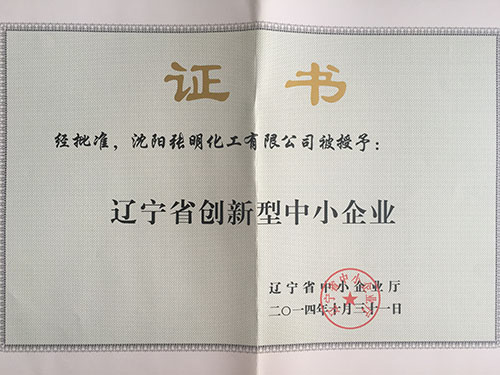 证书
经批准，沈阳张明化工有限公司被授予：
辽宁省创新型中小企业
辽宁省中小企业厅
二〇一四年十月三十一日